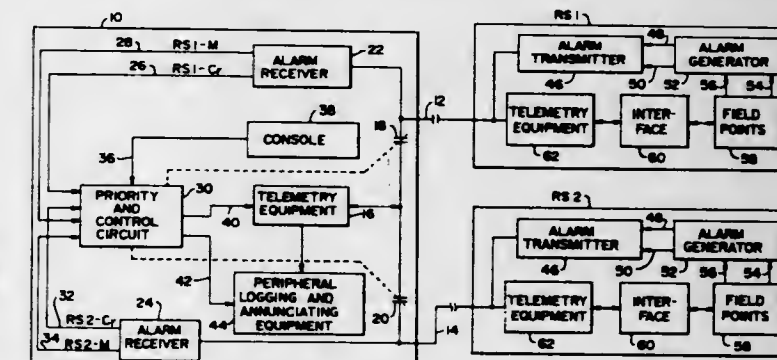 10
28
RS1-M
26
RS1-Cr
ALARM
RECEIVER
22
38
CONSOLE
12
18
36
30
PRIORITY
AND
CONTROL
CIRCUIT
40
TELEMETRY
EQUIPMENT
16
42
PERIPHERAL
LOGGING AND
ANNUNCIATING
EQUIPMENT
44
20
32
RS2-Cr
34
RS2-M
24
ALARM
RECEIVER
14
RS1
ALARM
TRANSMITTER
46
48
50
ALARM
GENERATOR
52
56
54
TELEMETRY
EQUIPMENT
62
INTER-
FACE
60
FIELD
POINTS
58
RS2
ALARM
TRANSMITTER
46
48
50
ALARM
GENERATOR
52
56
54
TELEMETRY
EQUIPMENT
62
INTER-
FACE
60
FIELD
POINTS
58